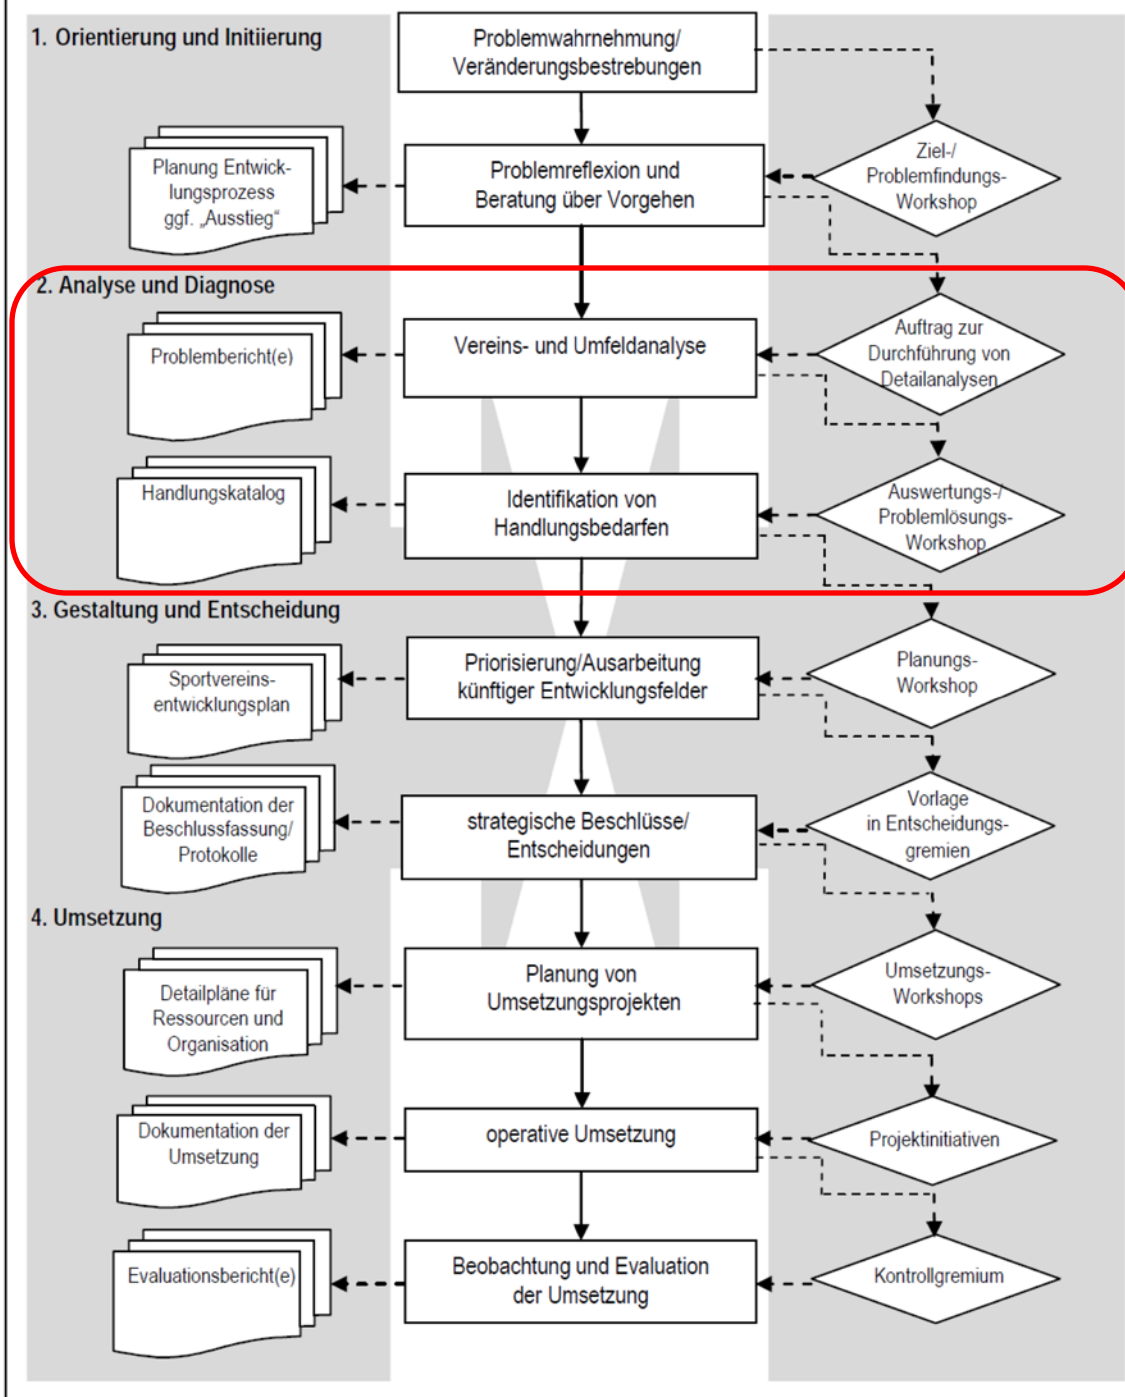 1. Orientierung und Initiierung
Problemwahrnehmung/
Veränderungsbestrebungen
Planung Entwick-
lungsprozess
ggf. „Ausstieg“
Problemreflexion und
Beratung über Vorgehen
Ziel-/
Problemfindungs-
Workshop
2. Analyse und Diagnose
Problembericht(e)
Vereins- und Umfeldanalyse
Auftrag zur
Durchführung von
Detailanalysen
Handlungskatalog
Identifikation von
Handlungsbedarfen
Auswertungs-/
Problemlösungs-
Workshop
3. Gestaltung und Entscheidung
Sportvereins-
entwicklungsplan
Priorisierung/Ausarbeitung
künftiger Entwicklungsfelder
Planungs-
Workshop
Dokumentation der
Beschlussfassung/
Protokolle
strategische Beschlüsse/
Entscheidungen
Vorlage
in Entscheidungs-
gremien
4. Umsetzung
Detailpläne für
Ressourcen und
Organisation
Planung von
Umsetzungsprojekten
Umsetzungs-
Workshops
Dokumentation der
Umsetzung
operative Umsetzung
Projektinitiativen
Evaluationsbericht(e)
Beobachtung und Evaluation
der Umsetzung
Kontrollgremium